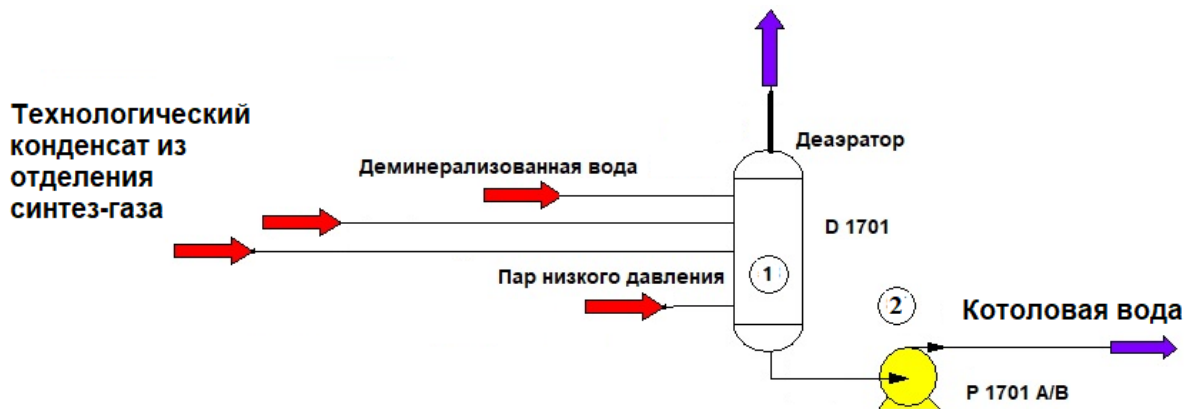 Технологический
конденсат из
отделения
синтез-газа
Деаэратор
Деминерализованная вода
D 1701
Пар низкого давления
1
2
Котоловая вода
P 1701 A/B